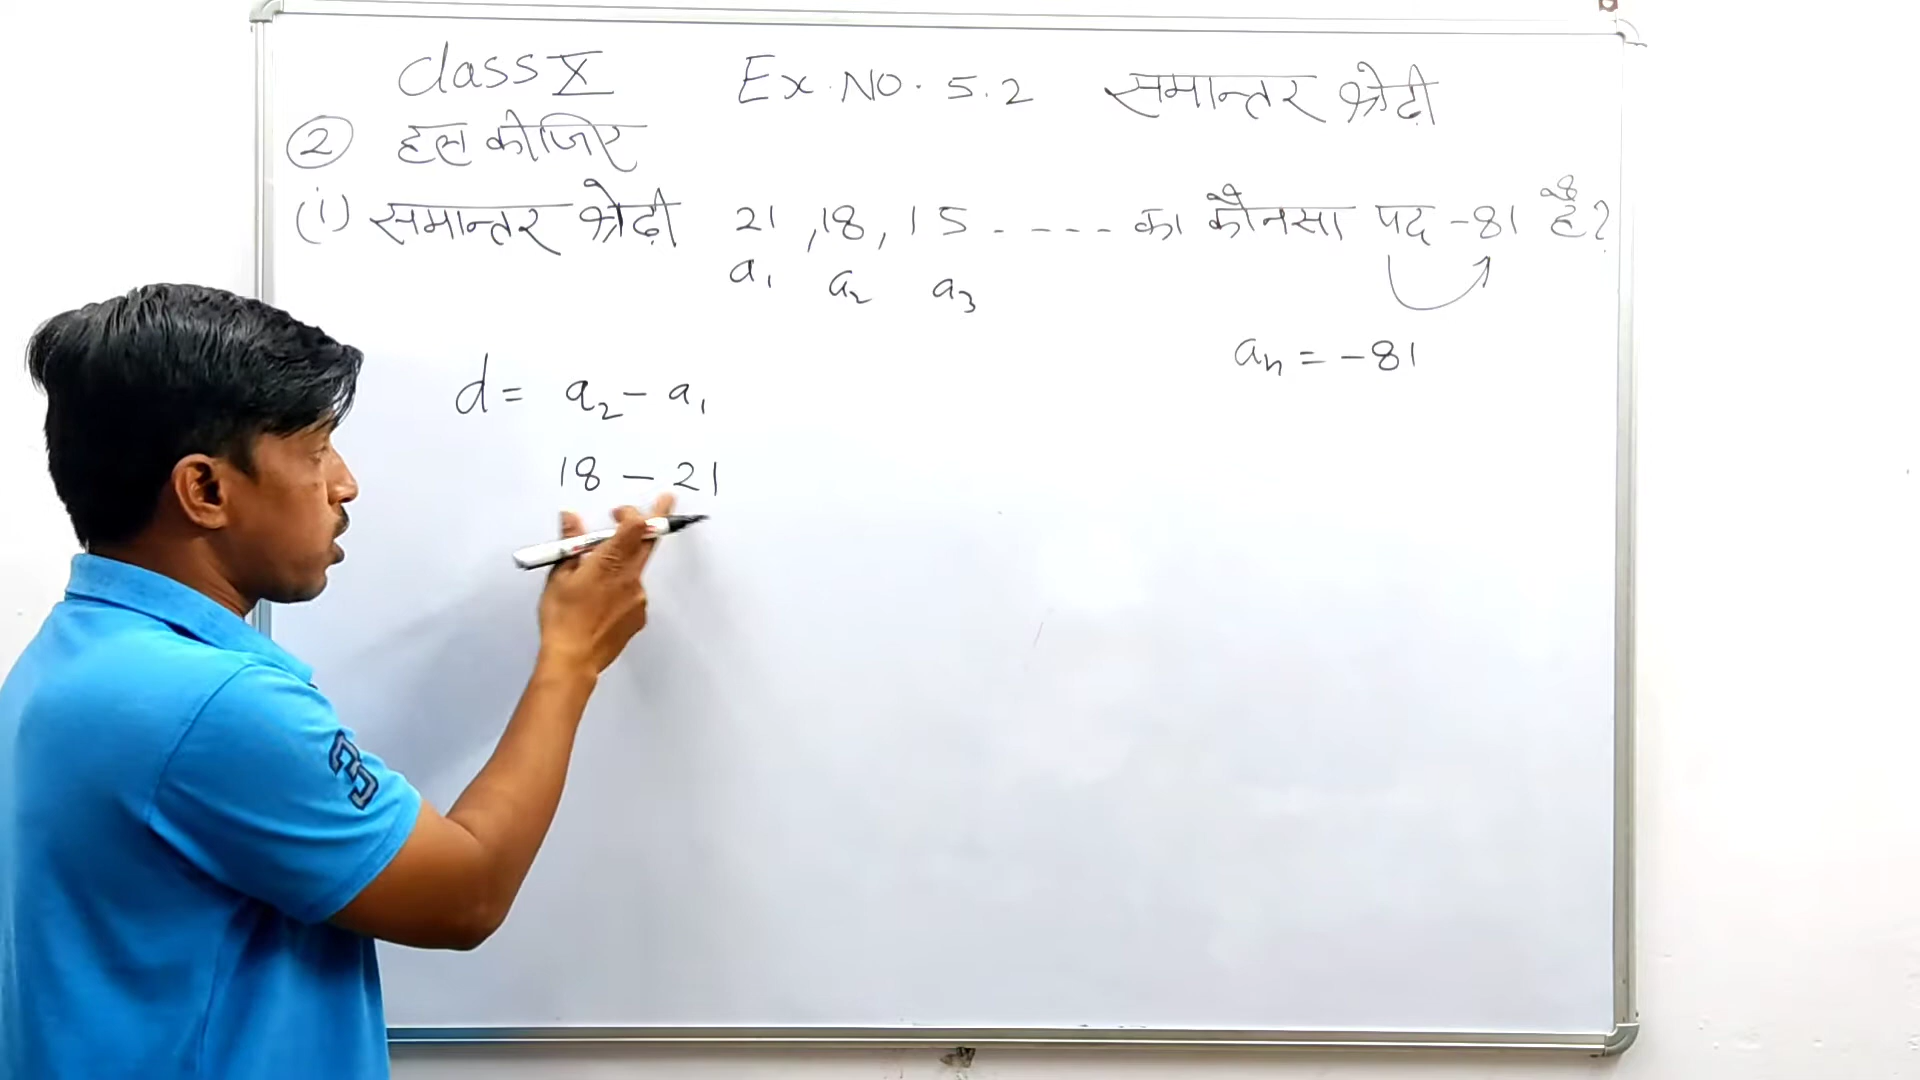 class X Ex. NO. 5.2 समान्तर श्रेढ़ी
2 हल कीजिए
(i) समान्तर श्रेढ़ी 21 , 18 , 15 - - - - - का कौनसा पद -81 है?
a₁ a₂ a₃
aₙ = -81
d = a₂ - a₁
18 - 21
3